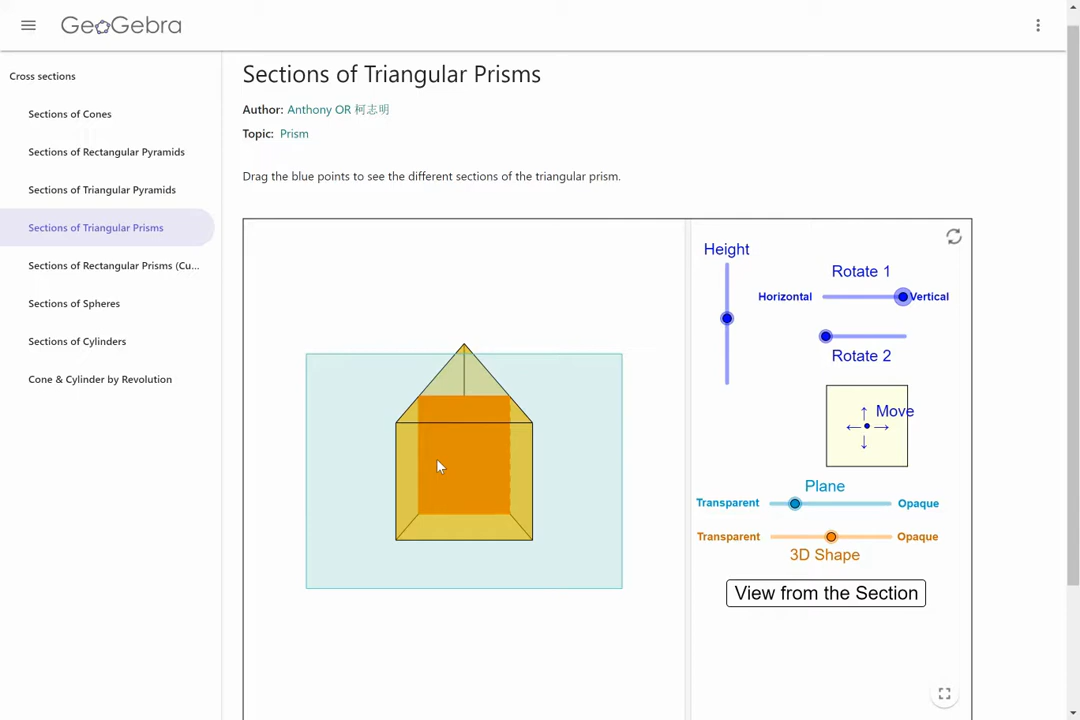 GeoGebra
Cross sections
Sections of Cones
Sections of Rectangular Pyramids
Sections of Triangular Pyramids
Sections of Triangular Prisms
Sections of Rectangular Prisms (Cu...
Sections of Spheres
Sections of Cylinders
Cone & Cylinder by Revolution
Sections of Triangular Prisms
Author: Anthony OR 柯志明
Topic: Prism
Drag the blue points to see the different sections of the triangular prism.
Height
Rotate 1
Horizontal Vertical
Rotate 2
Move
Plane
Transparent Opaque
Transparent Opaque
3D Shape
View from the Section